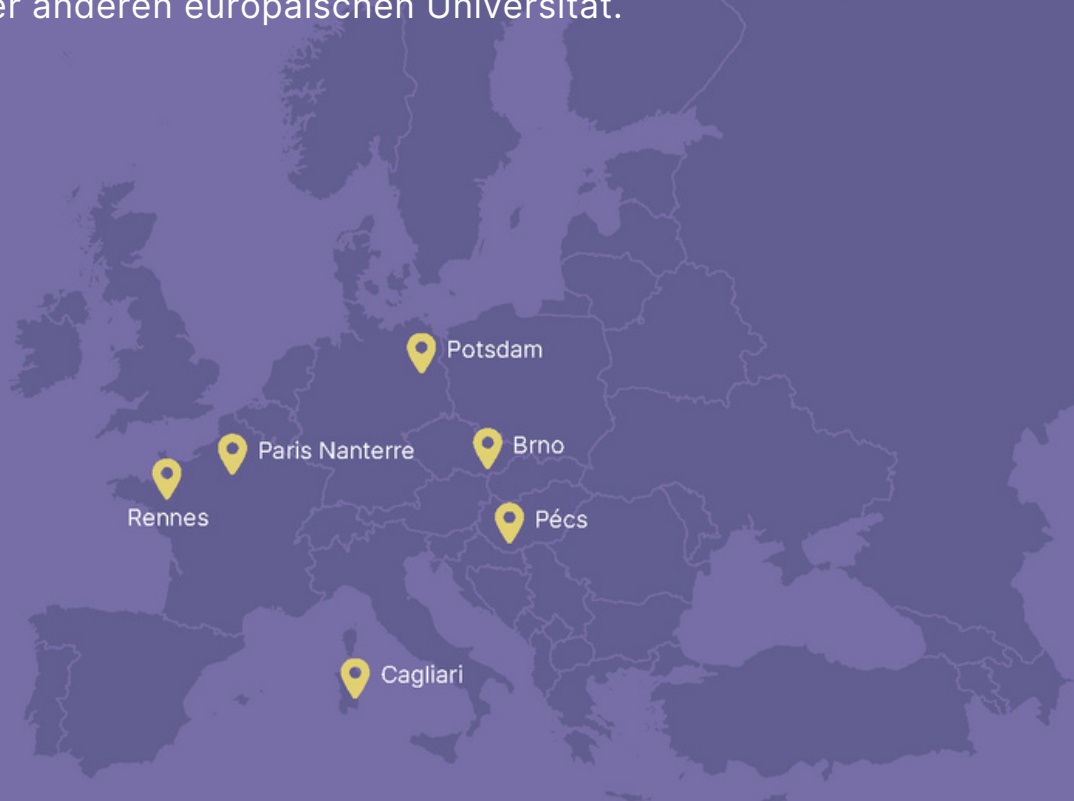 er anderen europäischen Universität.
Potsdam
Brno
Paris Nanterre
Rennes
Pécs
Cagliari